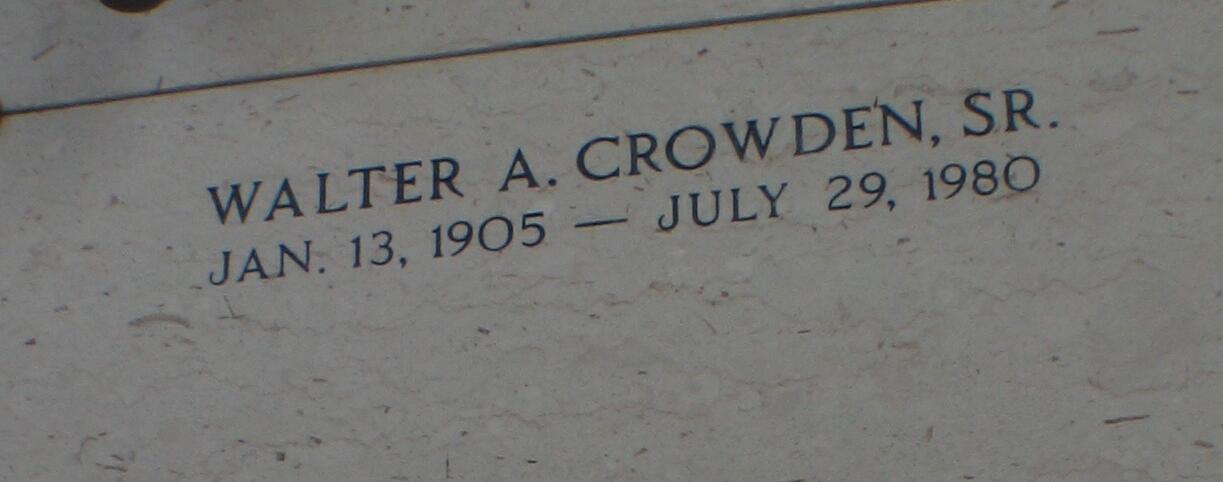 WALTER A. CROWDEN, SR.
JAN. 13, 1905 — JULY 29, 1980